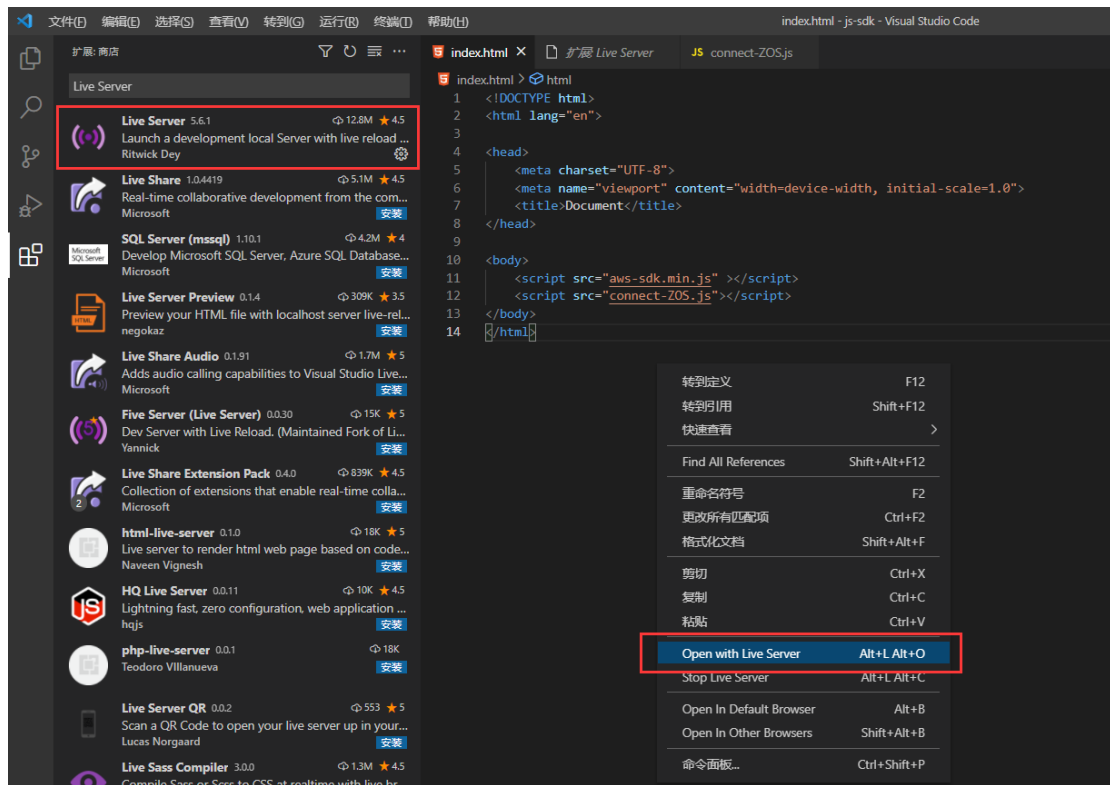 文件(F) 编辑(E) 选择(S) 查看(V) 转到(G) 运行(R) 终端(T) 帮助(H) index.html - js-sdk - Visual Studio Code
扩展: 商店
Live Server
Live Server 5.6.1 12.8M 4.5
Launch a development local Server with live reload ...
Ritwick Dey
Live Share 1.0.4419 5.1M 4.5
Real-time collaborative development from the com...
Microsoft 安装
Microsoft SQL Server
SQL Server (mssql) 1.10.1 4.2M 4
Develop Microsoft SQL Server, Azure SQL Database...
Microsoft 安装
HTML
Live Server Preview 0.1.4 309K 3.5
Preview your HTML file with localhost server live-rel...
negokaz 安装
Live Share Audio 0.1.91 1.7M 5
Adds audio calling capabilities to Visual Studio Live...
Microsoft 安装
5
Five Server (Live Server) 0.0.30 15K 5
Dev Server with Live Reload. (Maintained Fork of Li...
Yannick 安装
2
Live Share Extension Pack 0.4.0 839K 4.5
Collection of extensions that enable real-time colla...
Microsoft 安装
html-live-server 0.1.0 18K 5
Live server to render html web page based on code...
Naveen Vignesh 安装
JS
HQ Live Server 0.0.11 10K 4.5
Lightning fast, zero configuration, web application ...
hqjs 安装
php-live-server 0.0.1 18K
Teodoro VIllanueva 安装
Live Server QR 0.0.2 553 5
Scan a QR Code to open your live server up in your...
Lucas Norgaard 安装
Live Sass Compiler 3.0.0 1.3M 4.5
Compile Sass or Scss to CSS at realtime with live br...
index.html 扩展 Live Server JS connect-ZOS.js
index.html > html
1 <!DOCTYPE html>
2 <html lang="en">
3
4 <head>
5 <meta charset="UTF-8">
6 <meta name="viewport" content="width=device-width, initial-scale=1.0">
7 <title>Document</title>
8 </head>
9
10 <body>
11 <script src="aws-sdk.min.js" ></script>
12 <script src="connect-ZOS.js"></script>
13 </body>
14 </html>
转到定义 F12
转到引用 Shift+F12
快速查看 >
Find All References Shift+Alt+F12
重命名符号 F2
更改所有匹配项 Ctrl+F2
格式化文档 Shift+Alt+F
剪切 Ctrl+X
复制 Ctrl+C
粘贴 Ctrl+V
Open with Live Server Alt+L Alt+O
Stop Live Server Alt+L Alt+C
Open In Default Browser Alt+B
Open In Other Browsers Shift+Alt+B
命令面板... Ctrl+Shift+P